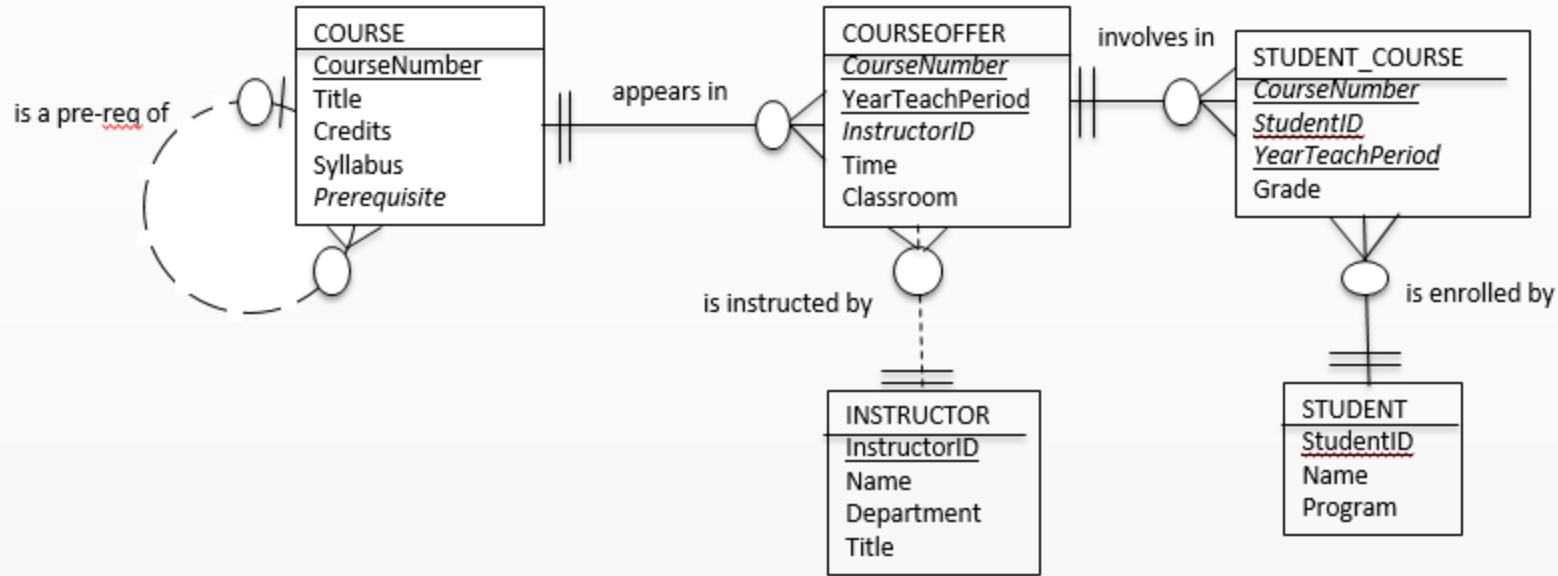 is a pre-req of
COURSE
CourseNumber
Title
Credits
Syllabus
Prerequisite
appears in
COURSEOFFER
CourseNumber
YearTeachPeriod
InstructorID
Time
Classroom
involves in
STUDENT_COURSE
CourseNumber
StudentID
YearTeachPeriod
Grade
is instructed by
is enrolled by
INSTRUCTOR
InstructorID
Name
Department
Title
STUDENT
StudentID
Name
Program